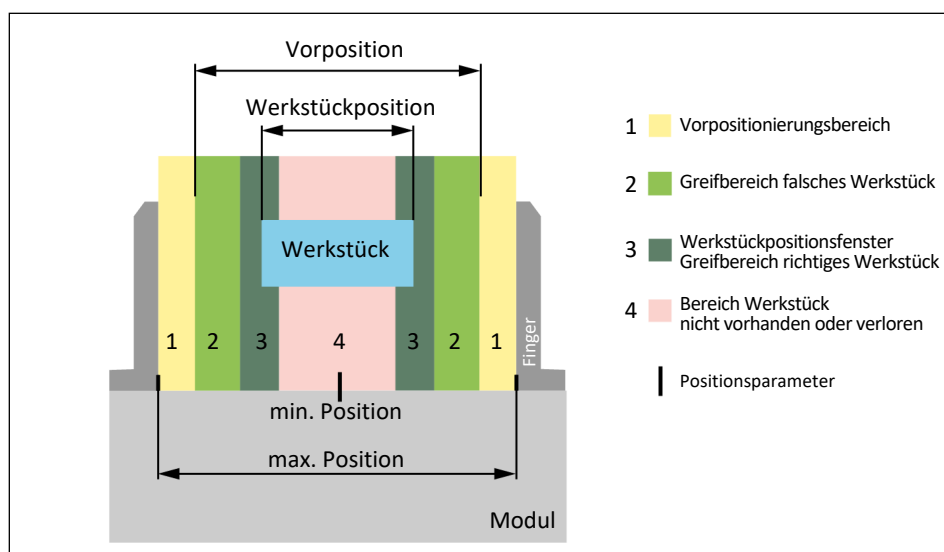 Vorposition
Werkstückposition
Werkstück
1 2 3 4 3 2 1
Finger
min. Position
max. Position
Modul
1 Vorpositionierungsbereich
2 Greifbereich falsches Werkstück
3 Werkstückpositionsfenster
Greifbereich richtiges Werkstück
4 Bereich Werkstück
nicht vorhanden oder verloren
Positionsparameter